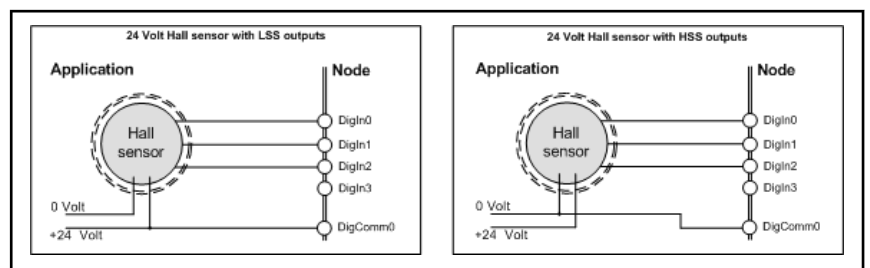 24 Volt Hall sensor with LSS outputs
Application
Node
Hall
sensor
DigIn0
DigIn1
DigIn2
DigIn3
0 Volt
+24 Volt
DigComm0
24 Volt Hall sensor with HSS outputs
Application
Node
Hall
sensor
DigIn0
DigIn1
DigIn2
DigIn3
0 Volt
+24 Volt
DigComm0